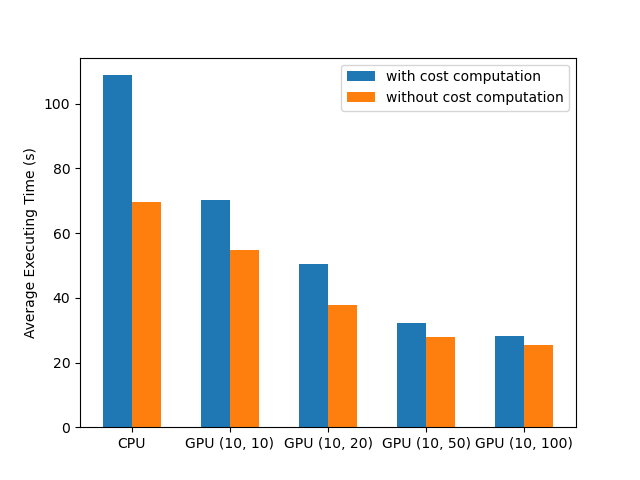 with cost computation
without cost computation
Average Executing Time (s)
100
80
60
40
20
0
CPU GPU (10, 10) GPU (10, 20) GPU (10, 50) GPU (10, 100)